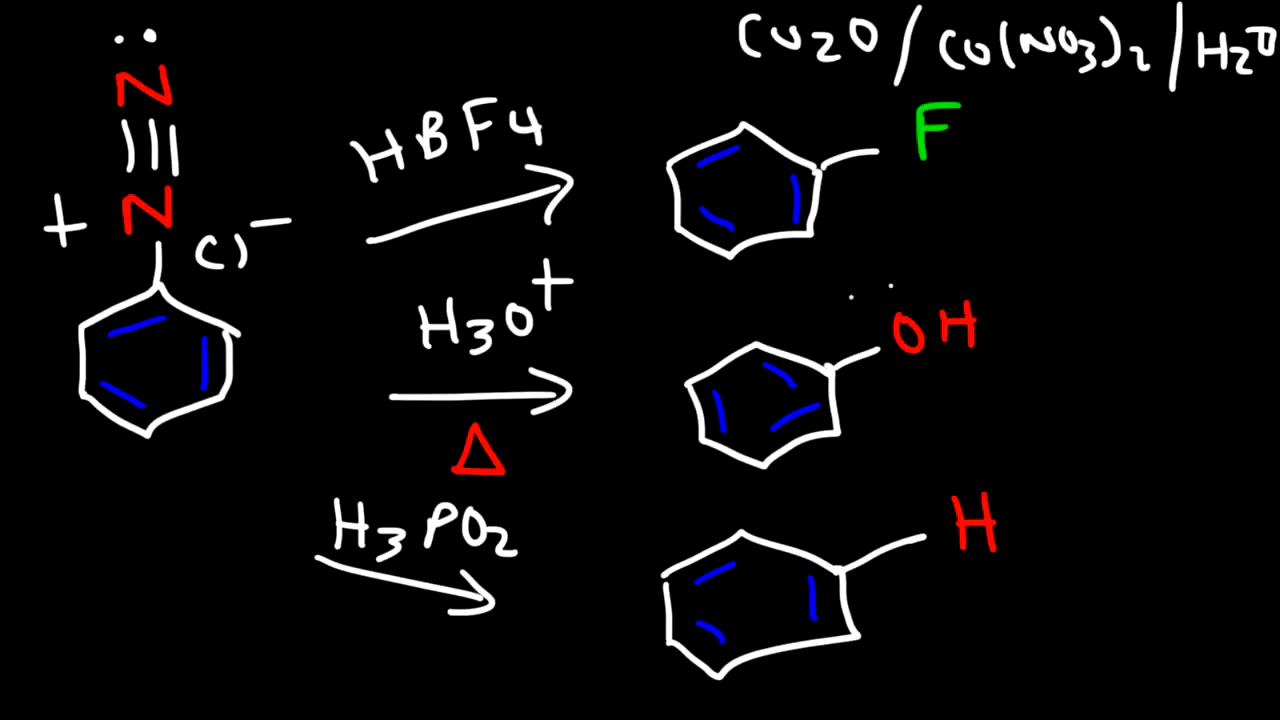 Cu2O/Cu(NO3)2/H2O
N
HBF4
F
+ N
Cl−
H3O+
OH
Δ
H3PO2
H